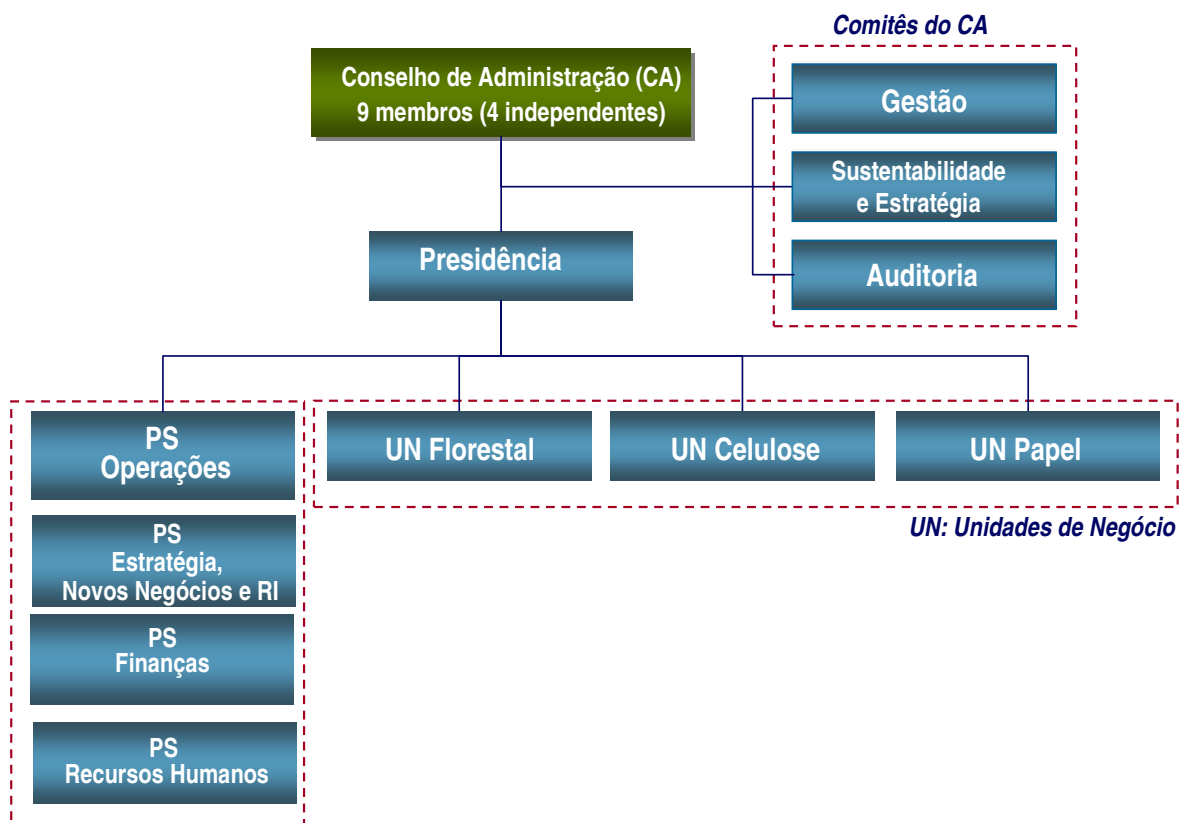 Comitês do CA
Conselho de Administração (CA)
9 membros (4 independentes)
Gestão
Sustentabilidade
e Estratégia
Auditoria
Presidência
PS
Operações
UN Florestal
UN Celulose
UN Papel
UN: Unidades de Negócio
PS
Estratégia,
Novos Negócios e RI
PS
Finanças
PS
Recursos Humanos